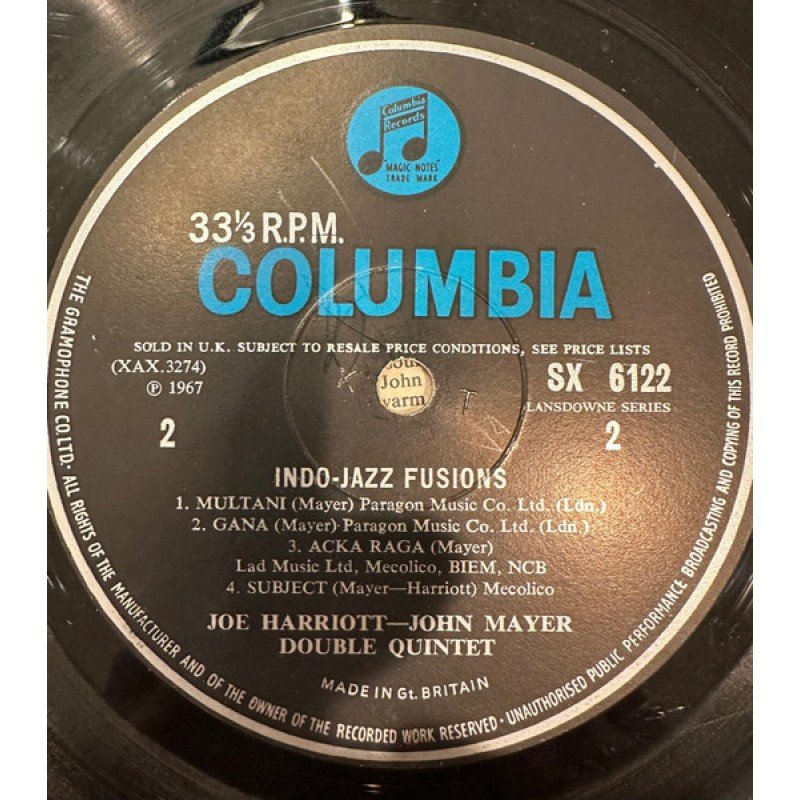 Columbia
Records
"MAGIC NOTES"
TRADE MARK
33⅓ R.P.M.
COLUMBIA
SOLD IN U.K. SUBJECT TO RESALE PRICE CONDITIONS, SEE PRICE LISTS
(XAX.3274)
Ⓟ 1967
John
warm
SX 6122
LANSDOWNE SERIES
2
2
INDO-JAZZ FUSIONS
1. MULTANI (Mayer) Paragon Music Co. Ltd. (Ldn.)
2. GANA (Mayer) Paragon Music Co. Ltd. (Ldn.)
3. ACKA RAGA (Mayer)
Lad Music Ltd, Mecolico, BIEM, NCB
4. SUBJECT (Mayer—Harriott) Mecolico
JOE HARRIOTT—JOHN MAYER
DOUBLE QUINTET
MADE IN Gt. BRITAIN
THE GRAMOPHONE CO. LTD. · ALL RIGHTS OF THE MANUFACTURER AND OF THE OWNER OF THE RECORDED WORK RESERVED · UNAUTHORISED PUBLIC PERFORMANCE BROADCASTING AND COPYING OF THIS RECORD PROHIBITED